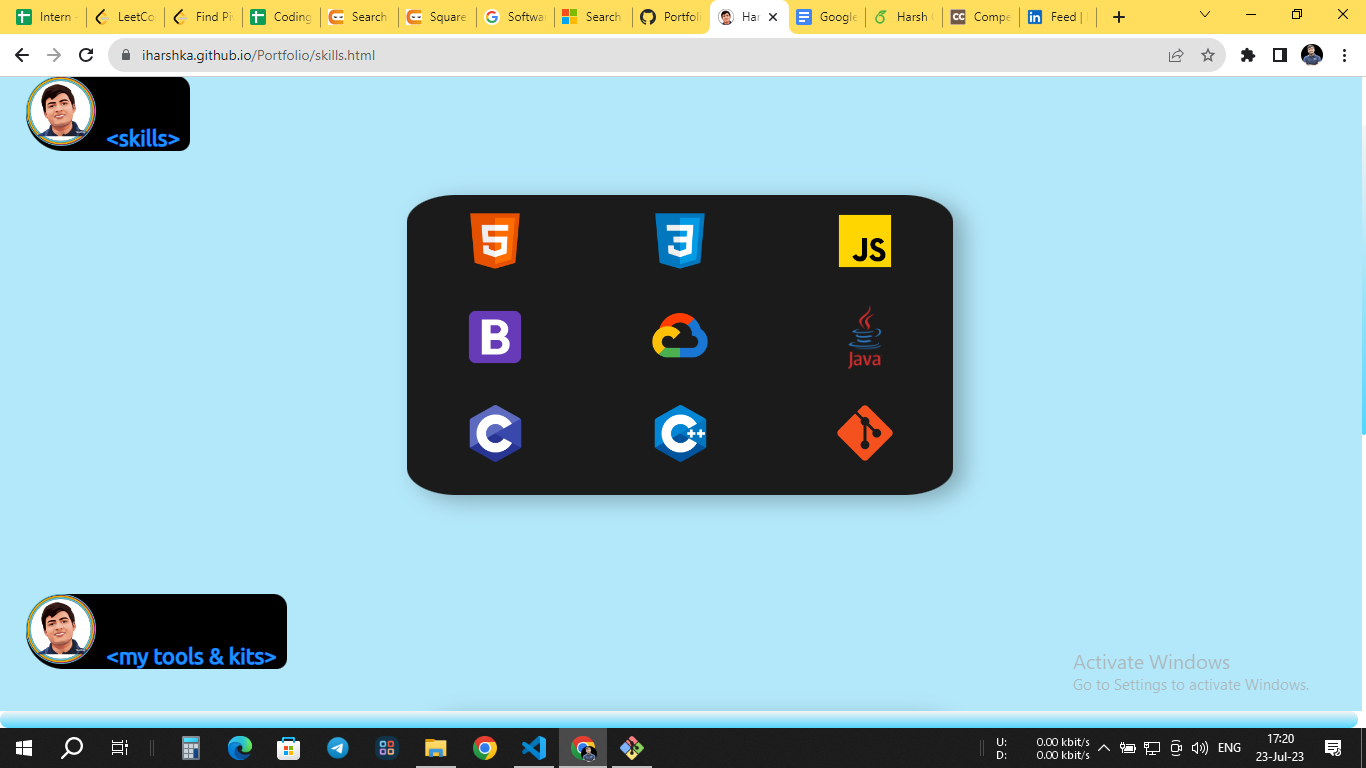 Intern -
LeetCo
Find Pi
Coding
Search
Square
Softwa
Search
Portfoli
Har
Google
Harsh
Compe
Feed |
iharshka.github.io/Portfolio/skills.html
<skills>
5 3 JS
B Java
C C++
<my tools & kits>
Activate Windows
Go to Settings to activate Windows.
U: 0.00 kbit/s
D: 0.00 kbit/s
ENG
17:20
23-Jul-23